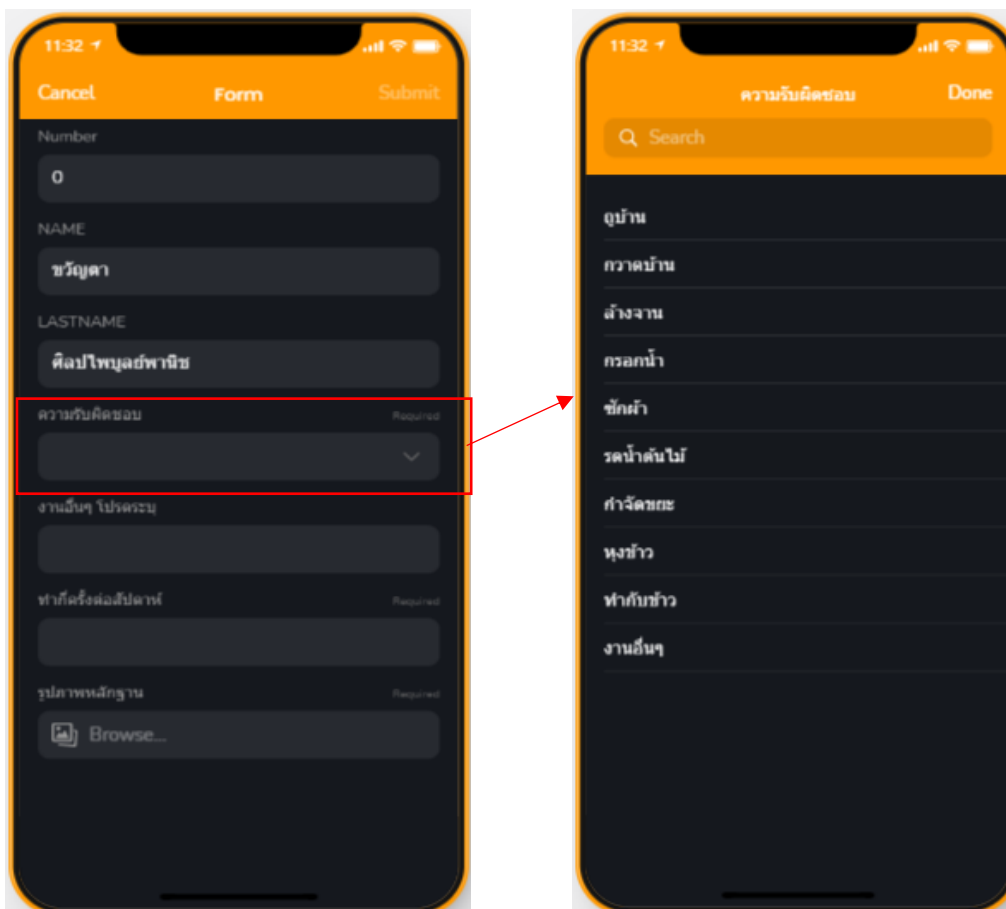 11:32
Cancel Form Submit
Number
0
NAME
ขวัญตา
LASTNAME
ศิลปไพบูลย์พานิช
ความรับผิดชอบ Required
งานอื่นๆ โปรดระบุ
ทำกี่ครั้งต่อสัปดาห์ Required
รูปภาพหลักฐาน Required
Browse...
11:32
ความรับผิดชอบ Done
Search
ถูบ้าน
กวาดบ้าน
ล้างจาน
กรอกน้ำ
ซักผ้า
รดน้ำต้นไม้
กำจัดขยะ
หุงข้าว
ทำกับข้าว
งานอื่นๆ